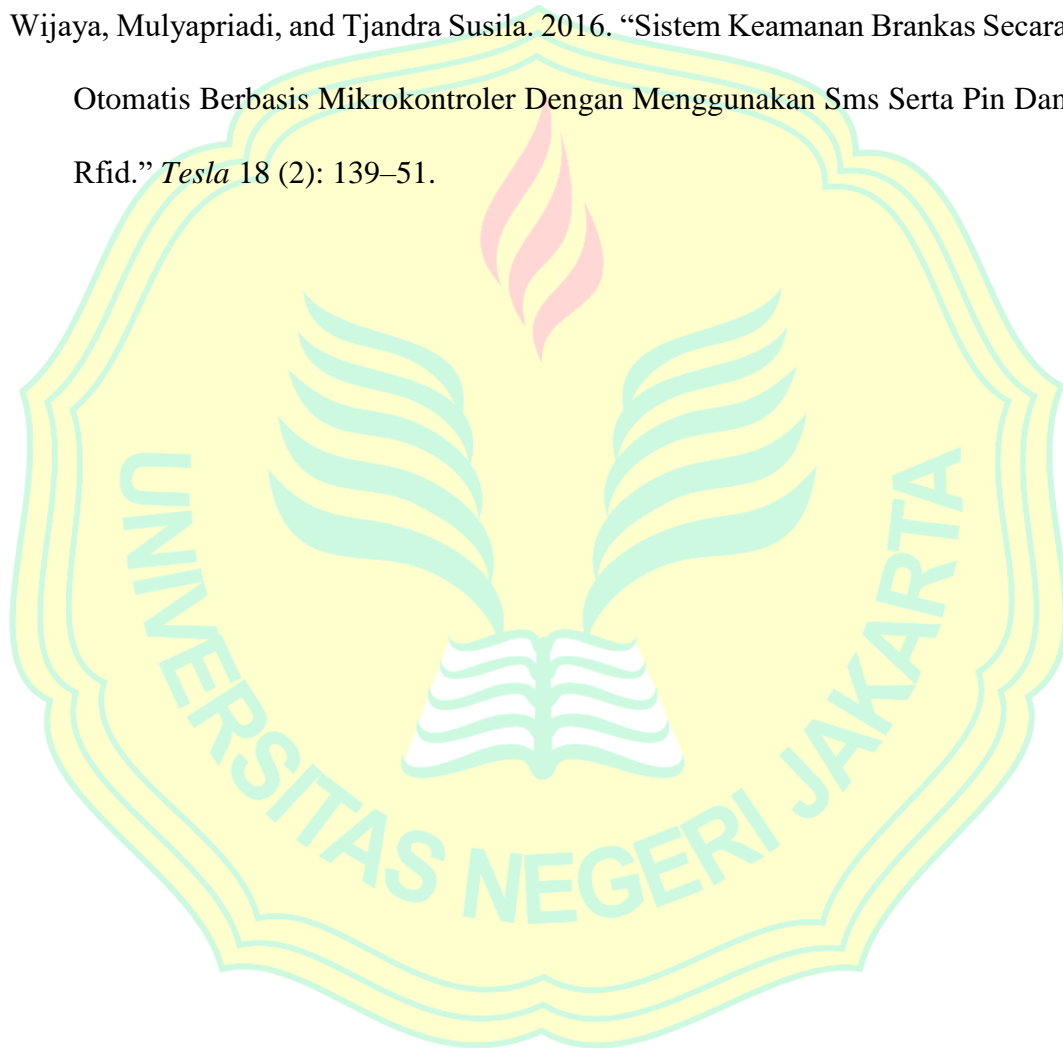 Wijaya, Mulyapriadi, and Tjandra Susila. 2016. “Sistem Keamanan Brankas Secara
Otomatis Berbasis Mikrokontroler Dengan Menggunakan Sms Serta Pin Dan
Rfid.” Tesla 18 (2): 139–51.
UNIVERSITAS NEGERI JAKARTA